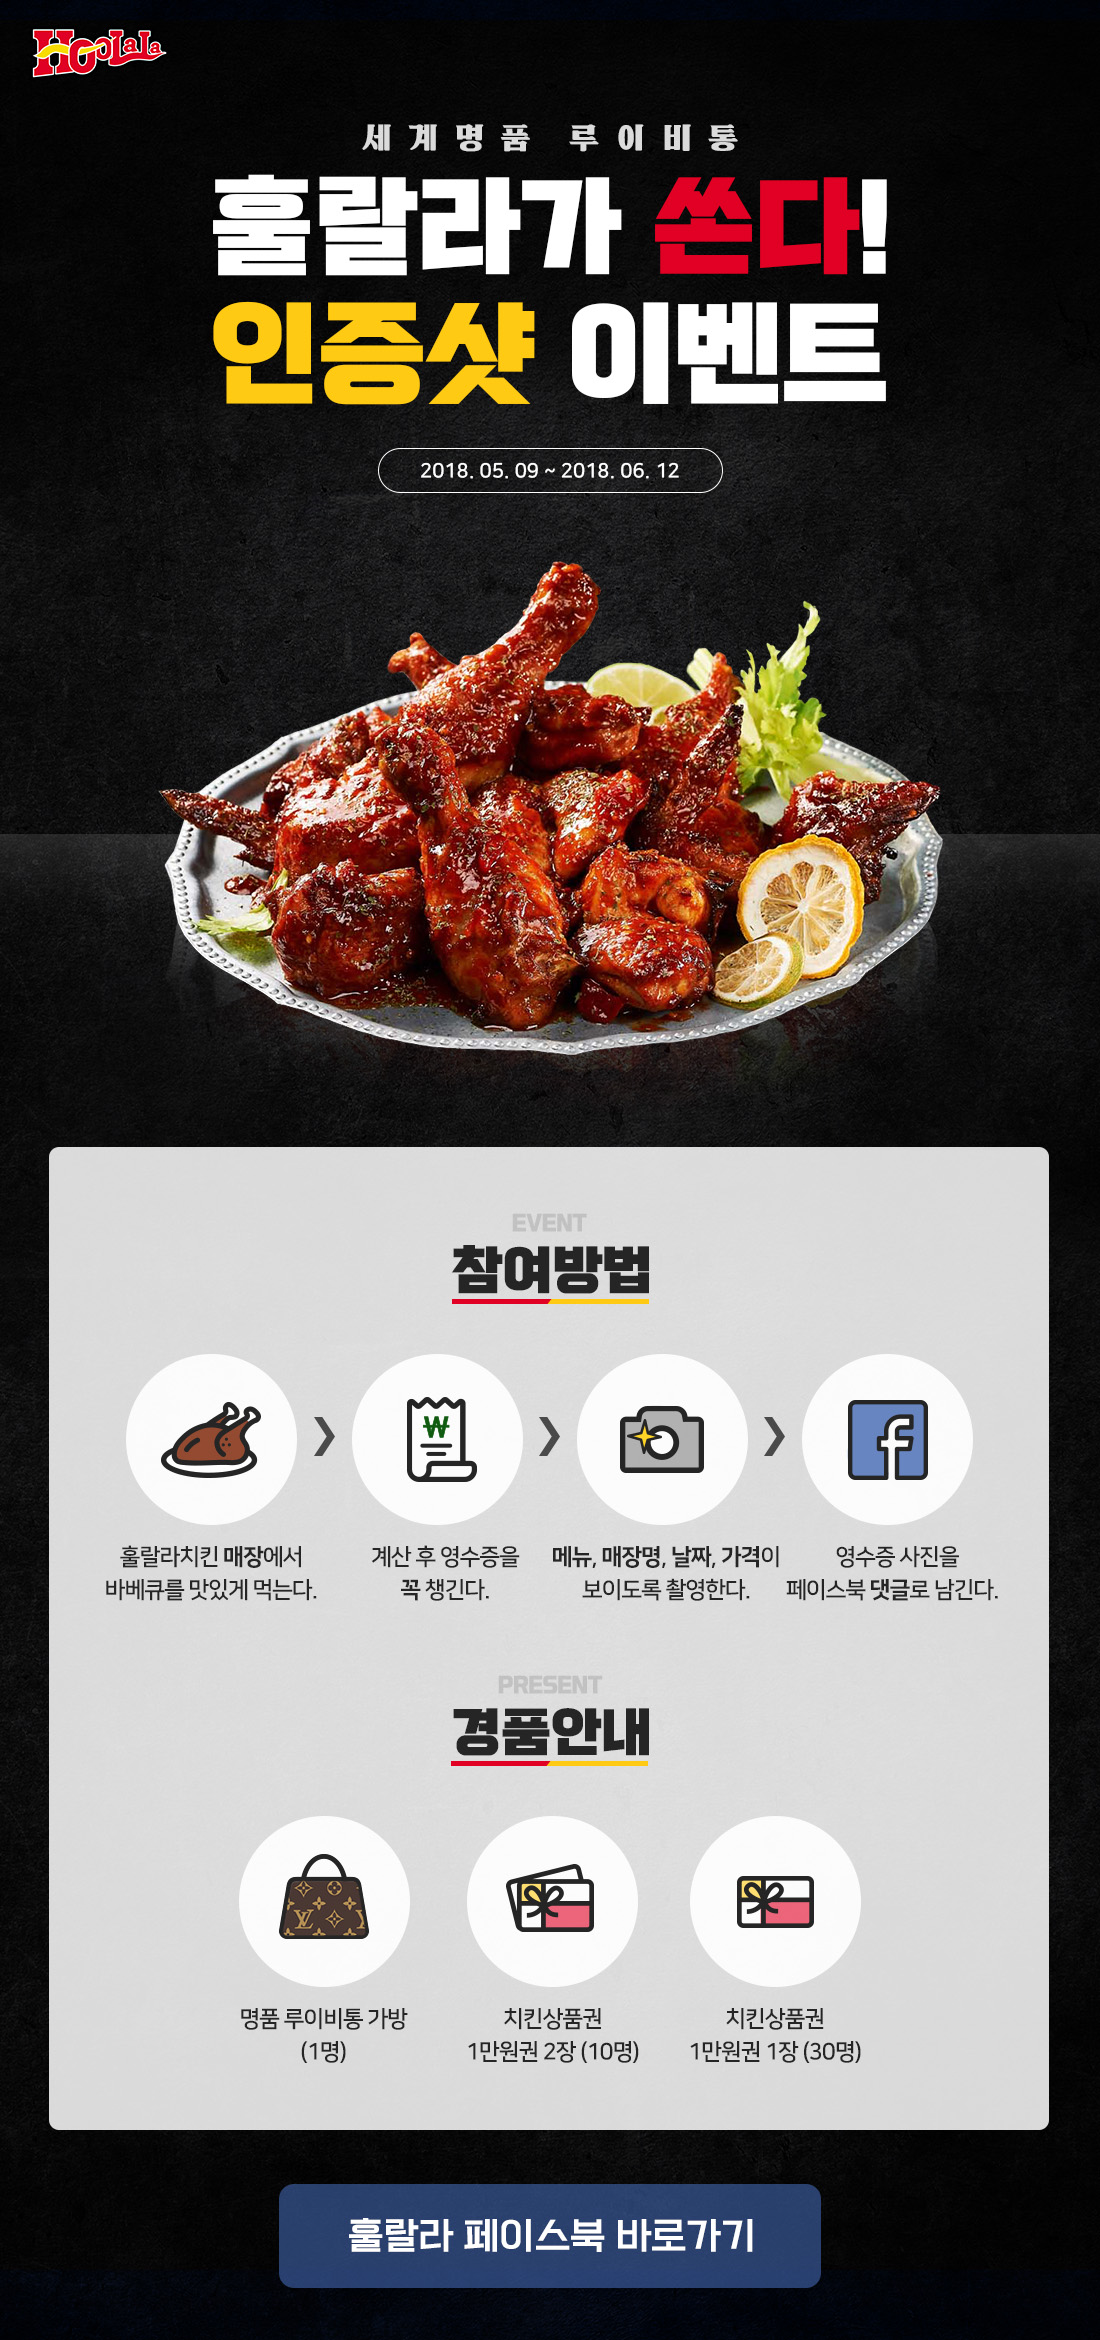 HOOLaLa
세계명품 루이비통
훌랄라가 쏜다!
인증샷 이벤트
2018. 05. 09 ~ 2018. 06. 12
EVENT
참여방법
훌랄라치킨 매장에서
바베큐를 맛있게 먹는다.
계산 후 영수증을
꼭 챙긴다.
메뉴, 매장명, 날짜, 가격이
보이도록 촬영한다.
영수증 사진을
페이스북 댓글로 남긴다.
PRESENT
경품안내
명품 루이비통 가방
(1명)
치킨상품권
1만원권 2장 (10명)
치킨상품권
1만원권 1장 (30명)
훌랄라 페이스북 바로가기